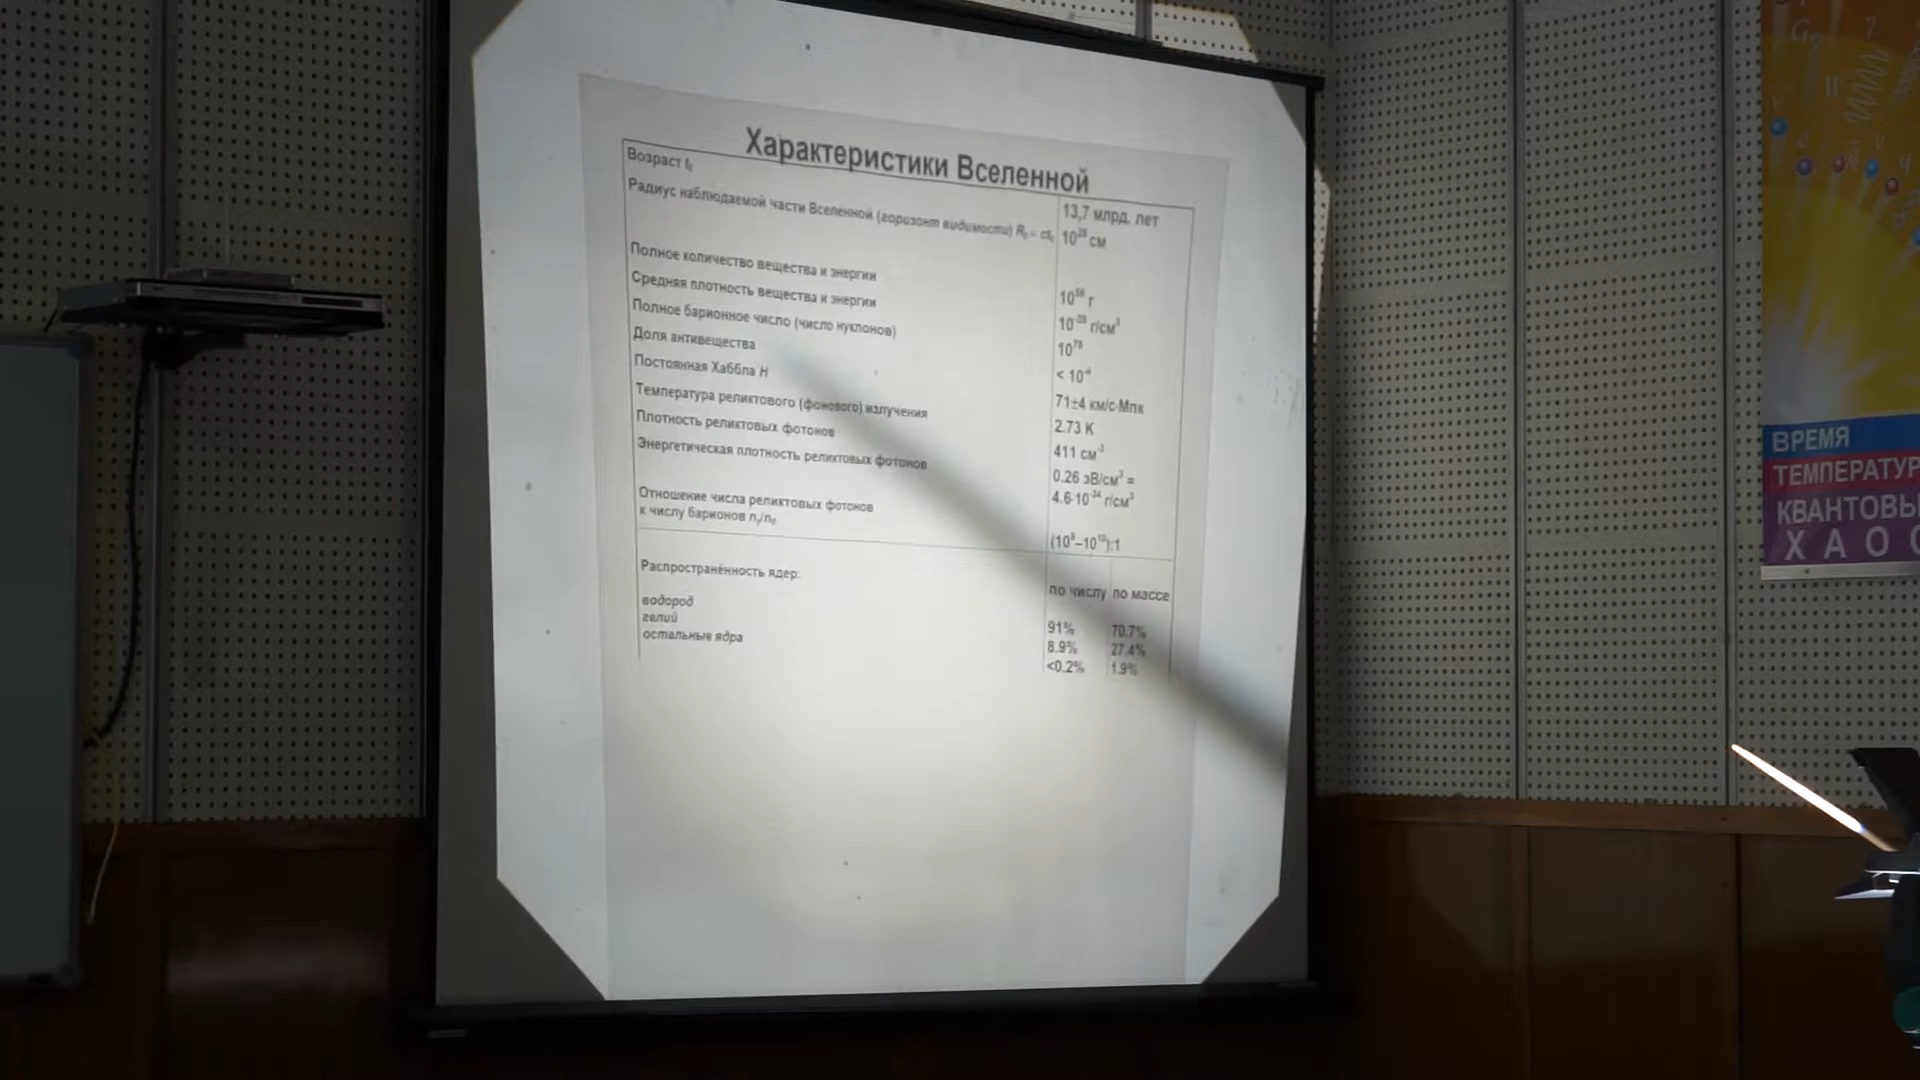 Характеристики Вселенной
Возраст t₀ 13,7 млрд. лет
Радиус наблюдаемой части Вселенной (горизонт видимости) R₀ = ct₀ 10²⁸ см
Полное количество вещества и энергии 10⁵⁶ г
Средняя плотность вещества и энергии 10⁻²⁹ г/см³
Полное барионное число (число нуклонов) 10⁷⁸
Доля антивещества < 10⁻⁴
Постоянная Хаббла H 71±4 км/с·Мпк
Температура реликтового (фонового) излучения 2.73 К
Плотность реликтовых фотонов 411 см⁻³
Энергетическая плотность реликтовых фотонов 0.26 эВ/см³ =
4.6·10⁻³⁴ г/см³
Отношение числа реликтовых фотонов
к числу барионов nᵧ/n (10⁹–10¹⁰):1
Распространённость ядер: по числу по массе
водород 91% 70.7%
гелий 8.9% 27.4%
остальные ядра <0.2% 1.9%
ВРЕМЯ
ТЕМПЕРАТУР
КВАНТОВЫ
ХАО